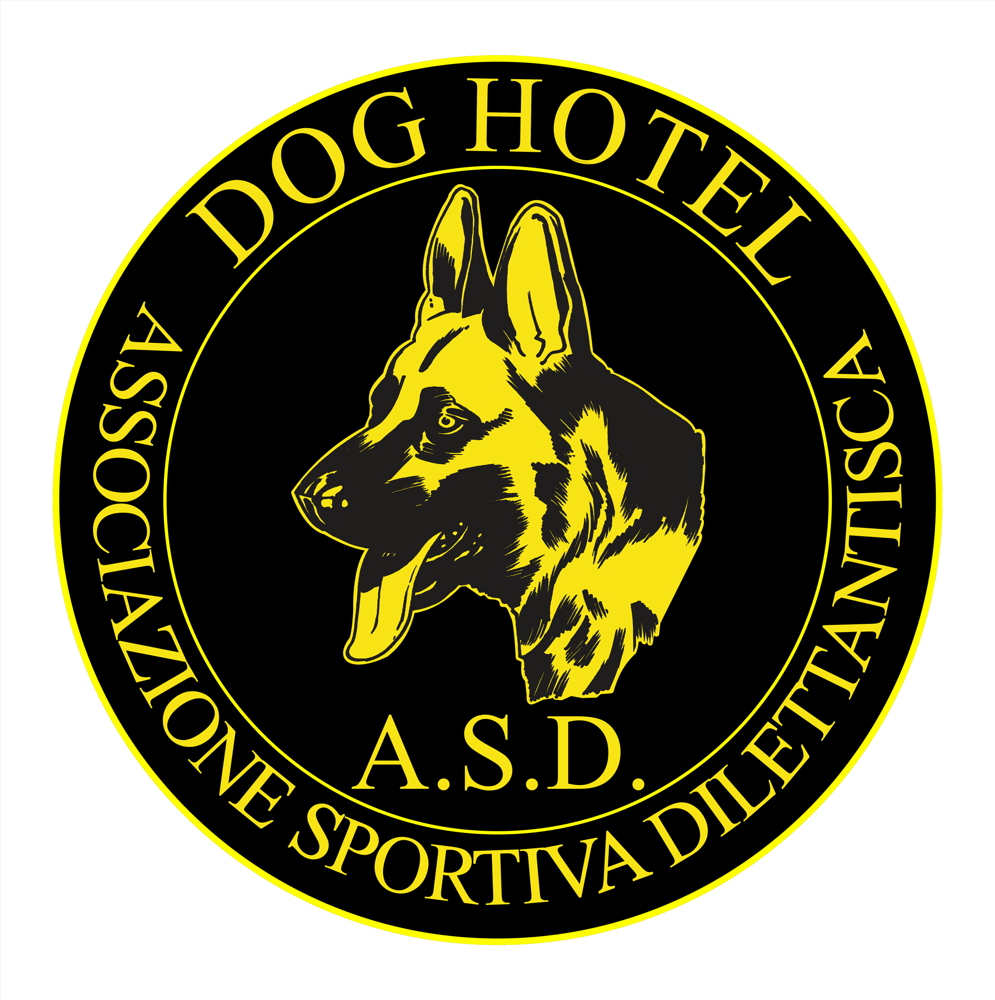 DOG HOTEL
A.S.D.
ASSOCIAZIONE SPORTIVA DILETTANTISCA